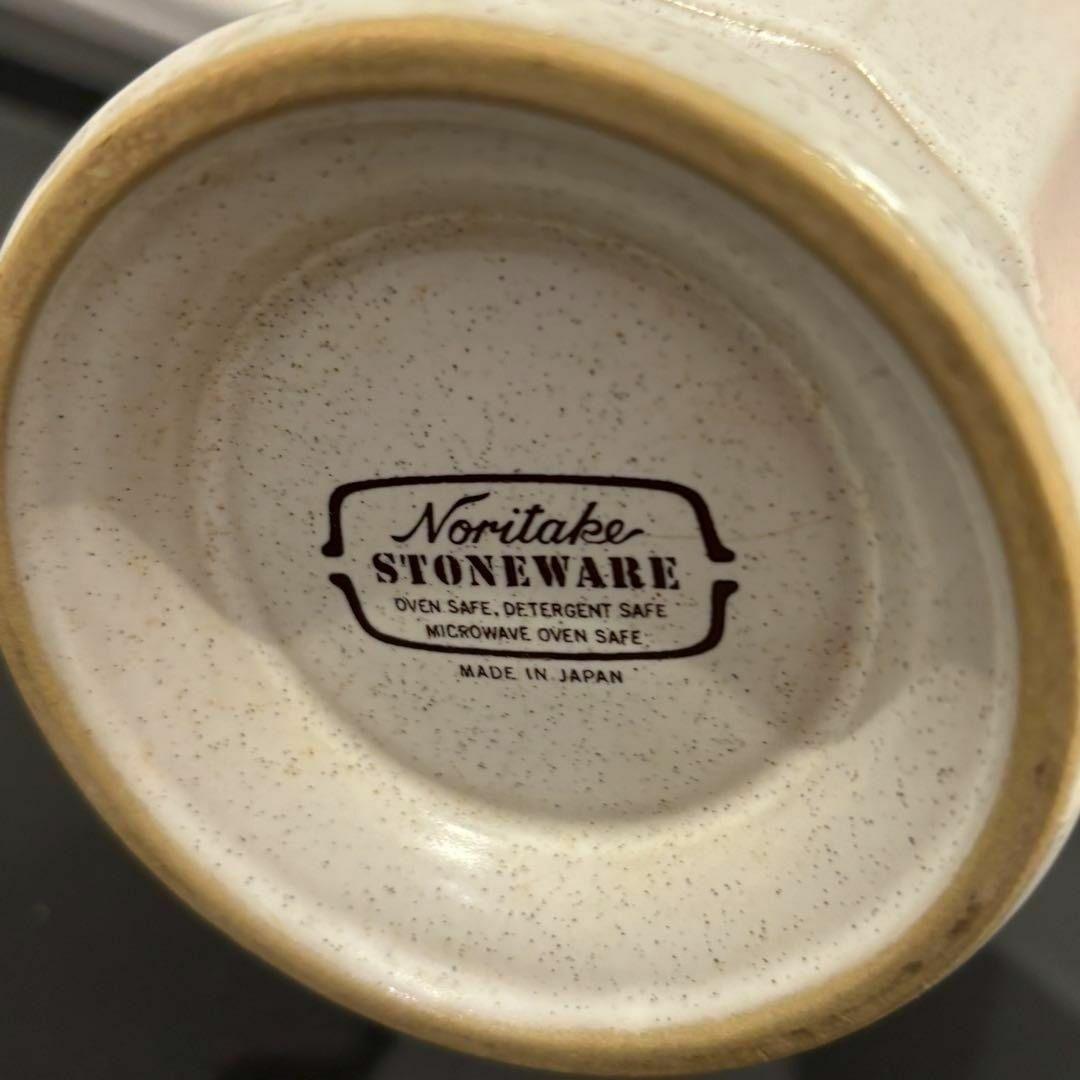 Noritake
STONEWARE
OVEN SAFE, DETERGENT SAFE
MICROWAVE OVEN SAFE
MADE IN JAPAN